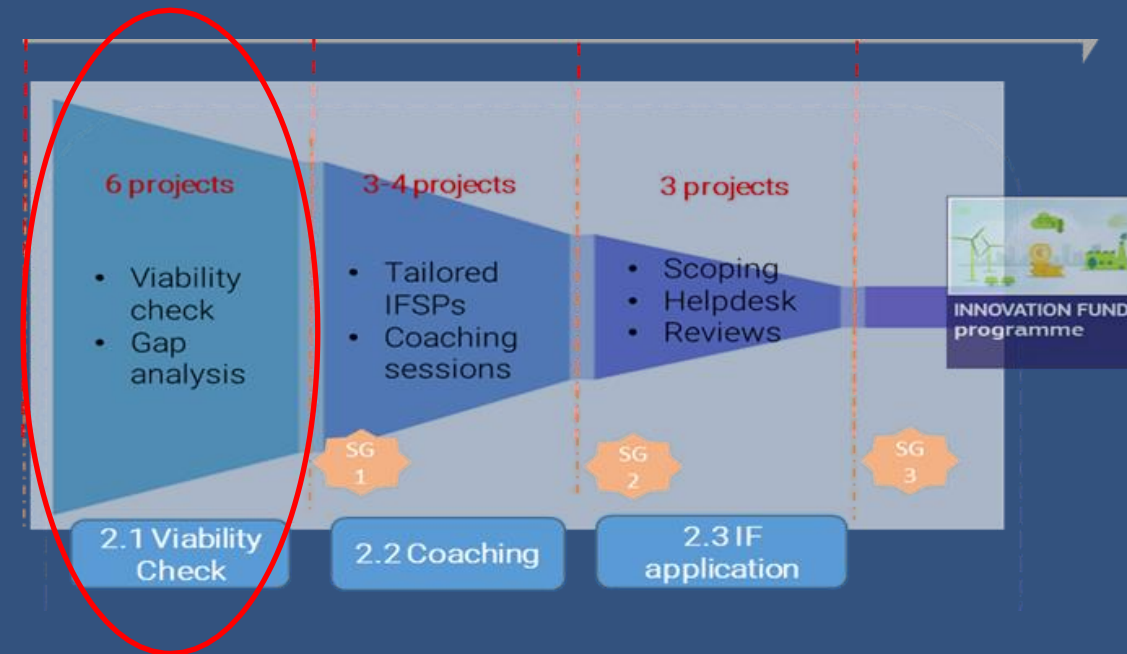 6 projects
• Viability
check
• Gap
analysis
3-4 projects
• Tailored
IFSPs
• Coaching
sessions
3 projects
• Scoping
• Helpdesk
• Reviews
INNOVATION FUND
programme
SG
1
SG
2
SG
3
2.1 Viability
Check
2.2 Coaching
2.3 IF
application